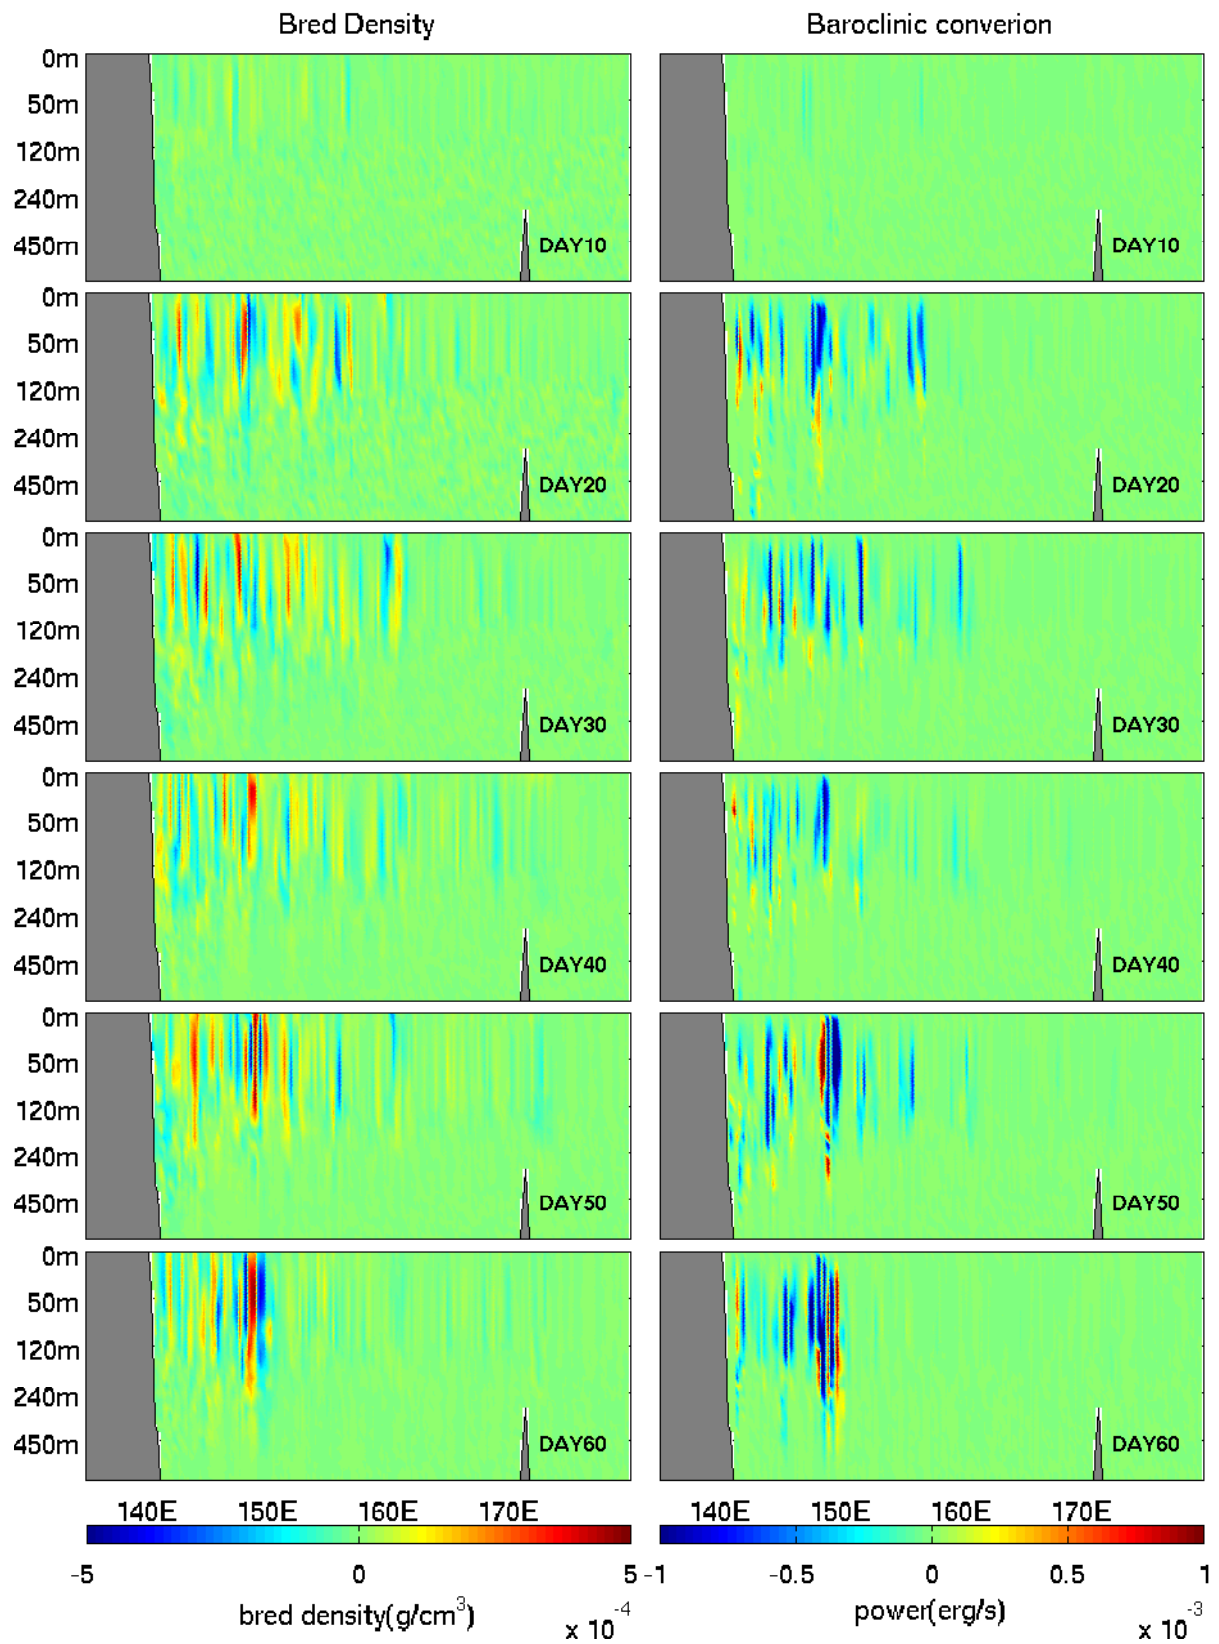 Bred Density Baroclinic converion
0m
50m
120m
240m
450m DAY10 DAY10
0m
50m
120m
240m
450m DAY20 DAY20
0m
50m
120m
240m
450m DAY30 DAY30
0m
50m
120m
240m
450m DAY40 DAY40
0m
50m
120m
240m
450m DAY50 DAY50
0m
50m
120m
240m
450m DAY60 DAY60
140E 150E 160E 170E 140E 150E 160E 170E
-5 0 5 -1 -0.5 0 0.5 1
bred density(g/cm³) x 10⁻⁴ power(erg/s) x 10⁻³